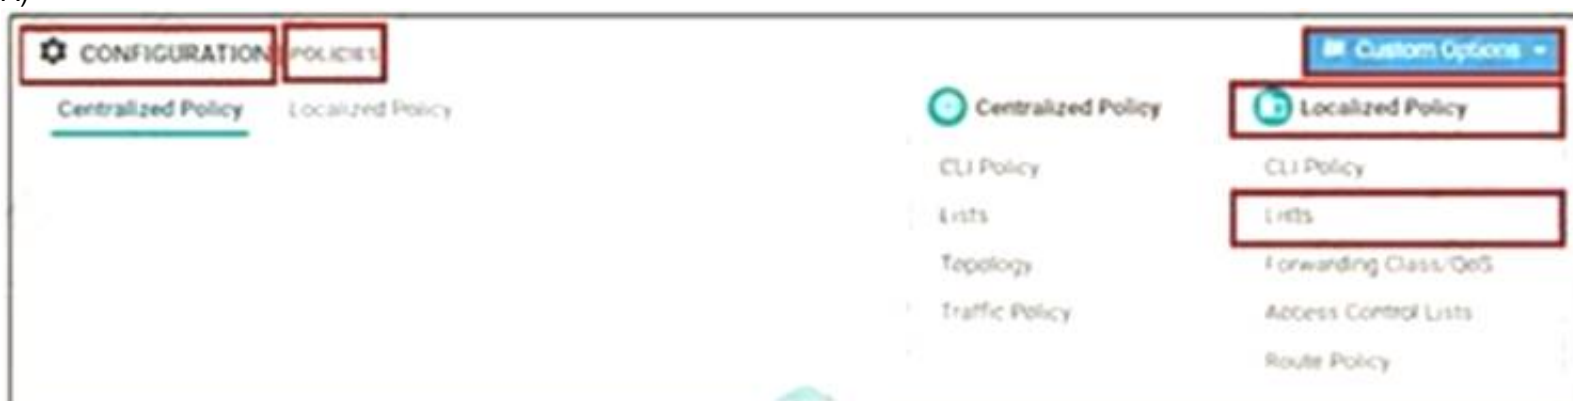 CONFIGURATION POLICIES
Custom Options
Centralized Policy Localized Policy
Centralized Policy
CLI Policy
Lists
Topology
Traffic Policy
Localized Policy
CLI Policy
Lists
Forwarding Class/QoS
Access Control Lists
Route Policy